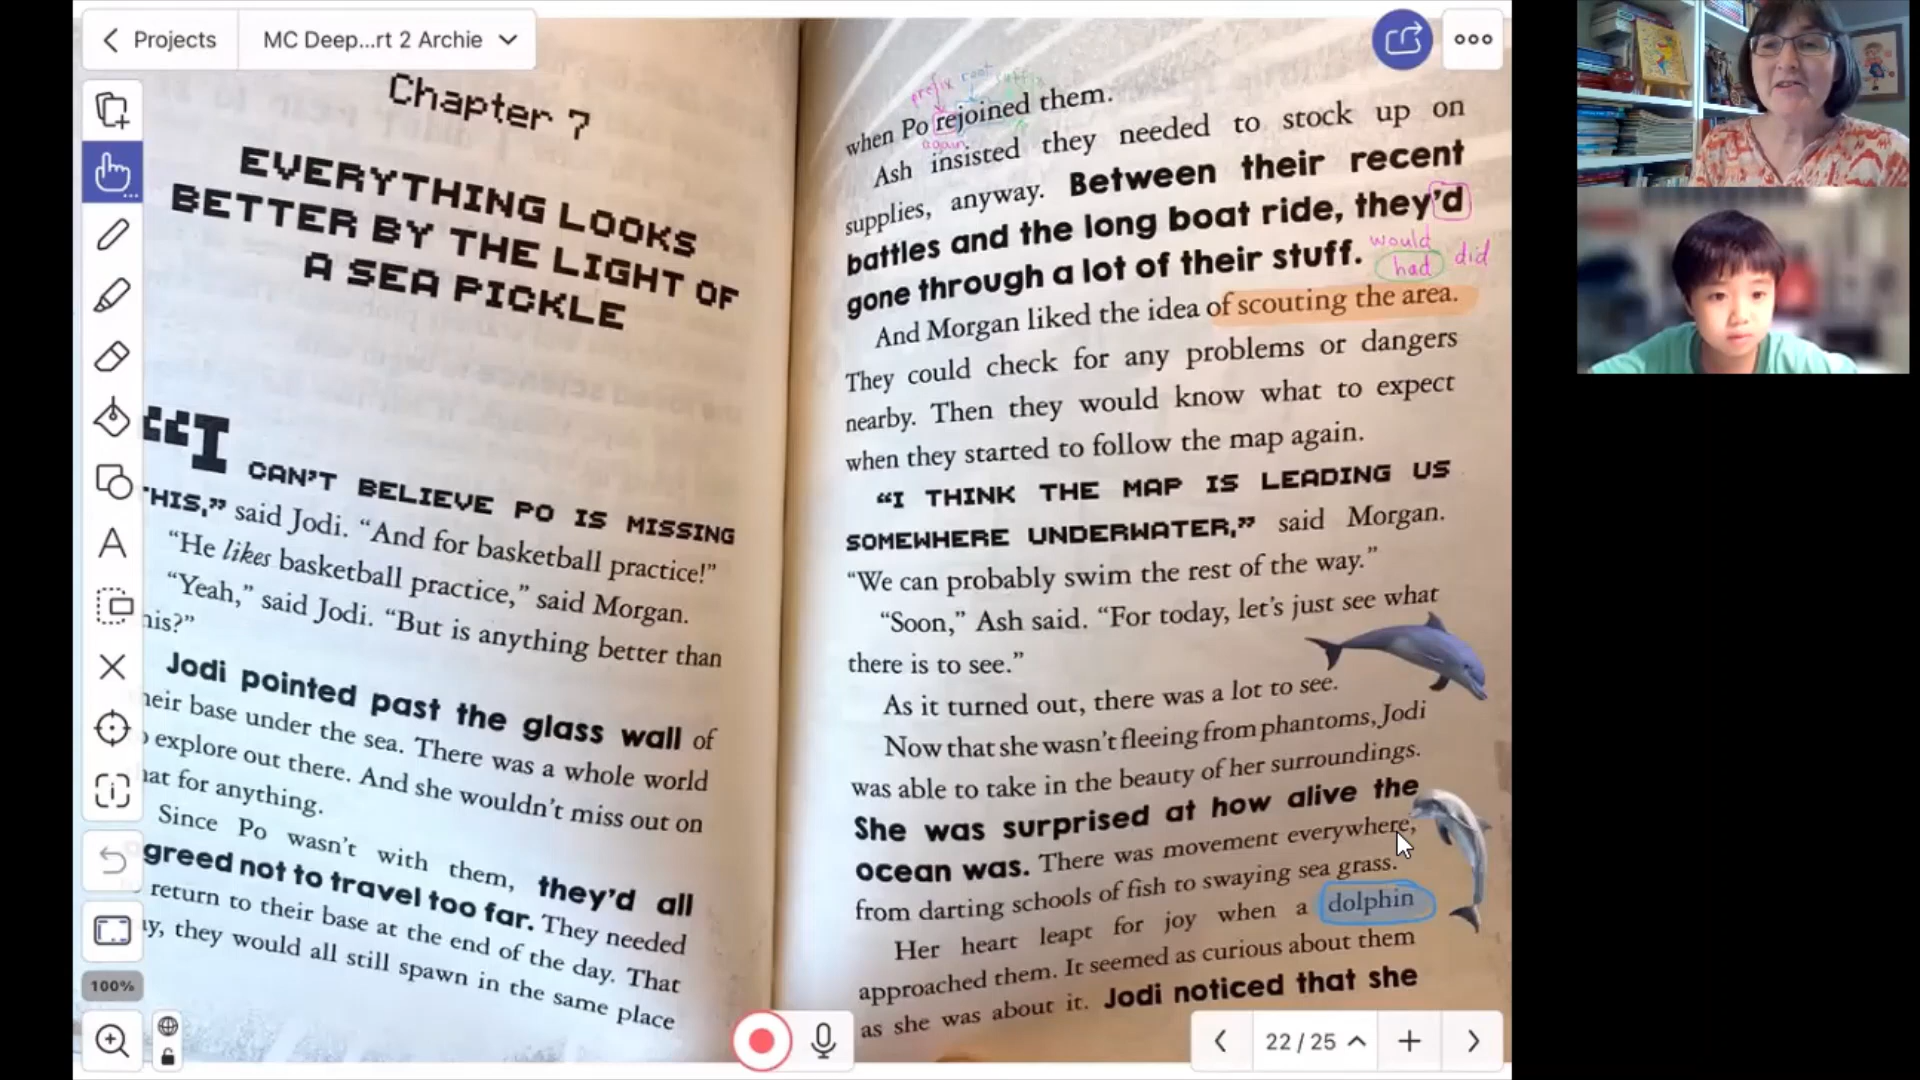 Projects
MC Deep...rt 2 Archie
Chapter 7
EVERYTHING LOOKS
BETTER BY THE LIGHT OF
A SEA PICKLE
“I CAN’T BELIEVE PO IS MISSING
THIS,” said Jodi. “And for basketball practice!”
“He likes basketball practice,” said Morgan.
“Yeah,” said Jodi. “But is anything better than
his?”
Jodi pointed past the glass wall of
heir base under the sea. There was a whole world
o explore out there. And she wouldn’t miss out on
hat for anything.
Since Po wasn’t with them, they’d all
agreed not to travel too far. They needed
return to their base at the end of the day. That
ay, they would all still spawn in the same place
prefix root suffix
when Po rejoined them.
again
Ash insisted they needed to stock up on
supplies, anyway. Between their recent
battles and the long boat ride, they’d
gone through a lot of their stuff.
would
had did
And Morgan liked the idea of scouting the area.
They could check for any problems or dangers
nearby. Then they would know what to expect
when they started to follow the map again.
“I THINK THE MAP IS LEADING US
SOMEWHERE UNDERWATER,” said Morgan.
“We can probably swim the rest of the way.”
“Soon,” Ash said. “For today, let’s just see what
there is to see.”
As it turned out, there was a lot to see.
Now that she wasn’t fleeing from phantoms, Jodi
was able to take in the beauty of her surroundings.
She was surprised at how alive the
ocean was. There was movement everywhere,
from darting schools of fish to swaying sea grass.
Her heart leapt for joy when a dolphin
approached them. It seemed as curious about them
as she was about it. Jodi noticed that she
100%
22 / 25